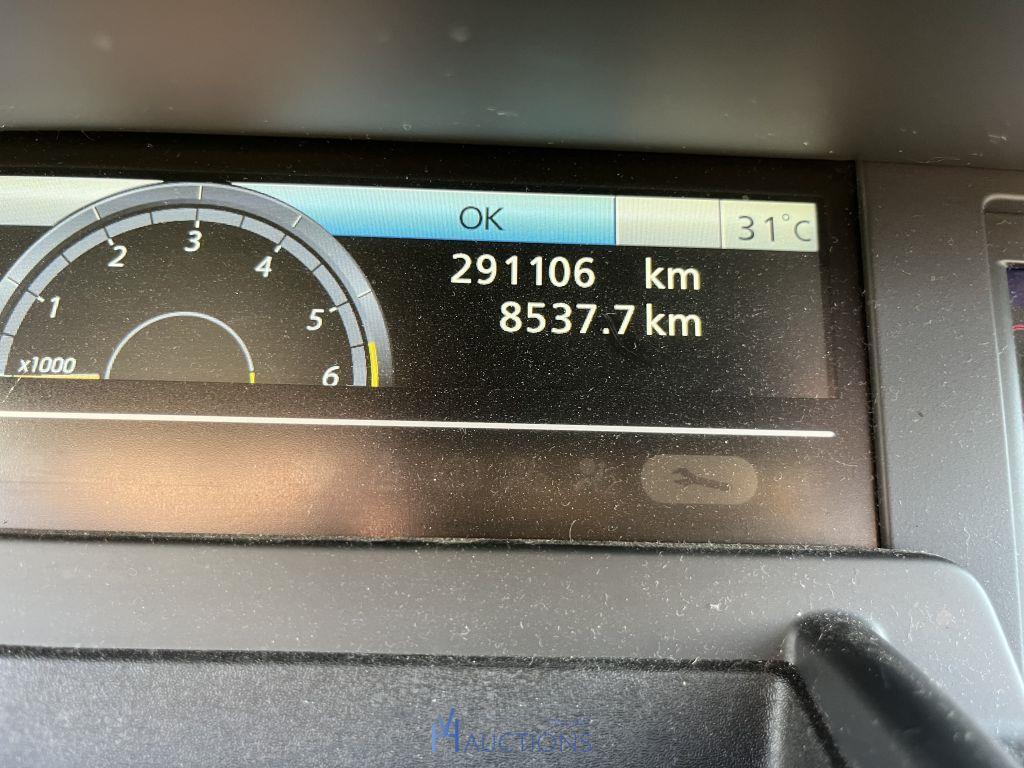 OK
31°C
291106 km
8537.7 km
1 2 3 4 5 6
x1000
AUCTIONS